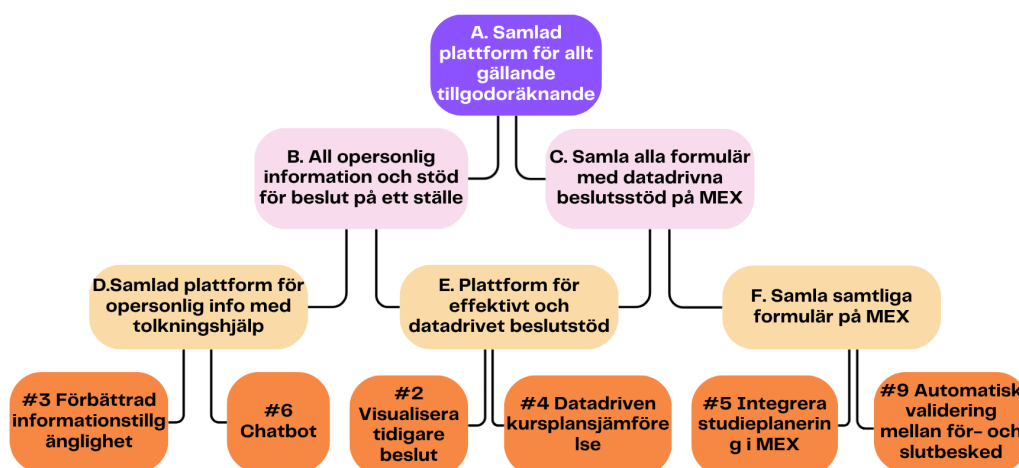 A. Samlad
plattform för allt
gällande
tillgodoräknande
B. All opersonlig
information och stöd
för beslut på ett ställe
C. Samla alla formulär
med datadrivna
beslutsstöd på MEX
D.Samlad plattform för
opersonlig info med
tolkningshjälp
E. Plattform för
effektivt och
datadrivet beslutstöd
F. Samla samtliga
formulär på MEX
#3 Förbättrad
informationstillg
änglighet
#6
Chatbot
#2
Visualisera
tidigare
beslut
#4 Datadriven
kursplansjämföre
lse
#5 Integrera
studieplanerin
g i MEX
#9 Automatisk
validering
mellan för- och
slutbesked